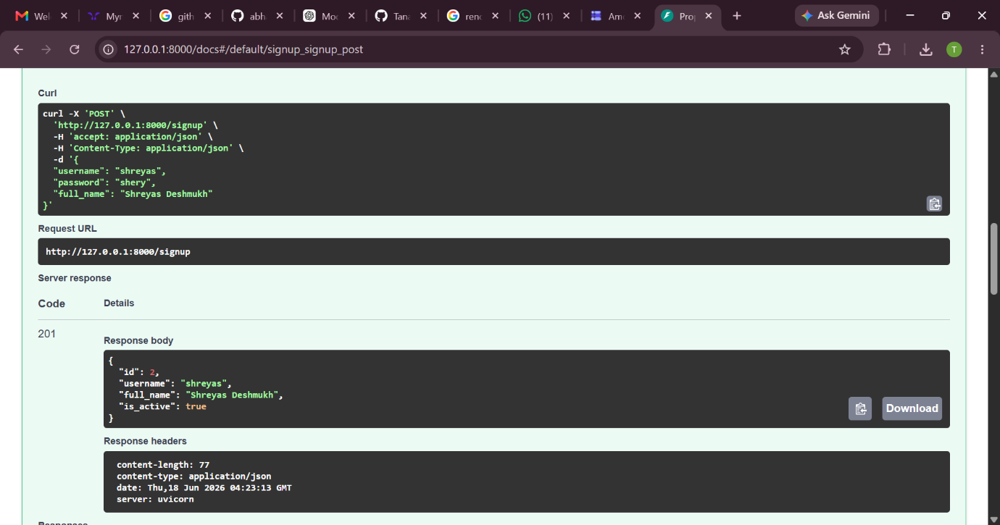 Wel
Myr
gith
abh
Moc
Tana
renc
(11)
Amc
Prop
Ask Gemini
127.0.0.1:8000/docs#/default/signup_signup_post
T
Curl
curl -X 'POST' \
'http://127.0.0.1:8000/signup' \
-H 'accept: application/json' \
-H 'Content-Type: application/json' \
-d '{
"username": "shreyas",
"password": "shery",
"full_name": "Shreyas Deshmukh"
}'
Request URL
http://127.0.0.1:8000/signup
Server response
Code
Details
201
Response body
{
"id": 2,
"username": "shreyas",
"full_name": "Shreyas Deshmukh",
"is_active": true
}
Download
Response headers
content-length: 77
content-type: application/json
date: Thu,18 Jun 2026 04:23:13 GMT
server: uvicorn
Responses